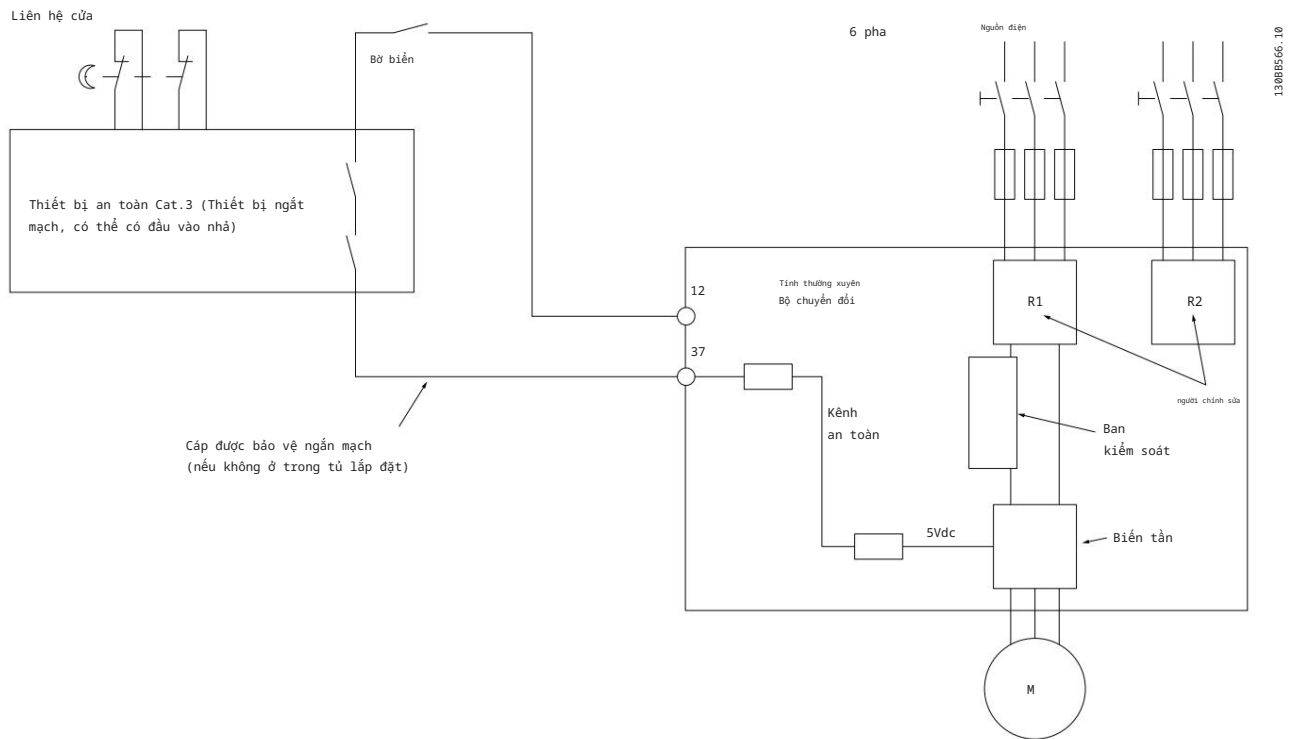 Liên hệ cửa
Bờ biển
6 pha
Nguồn điện
130BB566.10
Thiết bị an toàn Cat.3 (Thiết bị ngắt
mạch, có thể có đầu vào nhả)
12
Tính thường xuyên
Bộ chuyển đổi
R1
R2
37
người chỉnh sửa
Kênh
an toàn
Ban
kiểm soát
Cáp được bảo vệ ngắn mạch
(nếu không ở trong tủ lắp đặt)
5Vdc
Biến tần
M